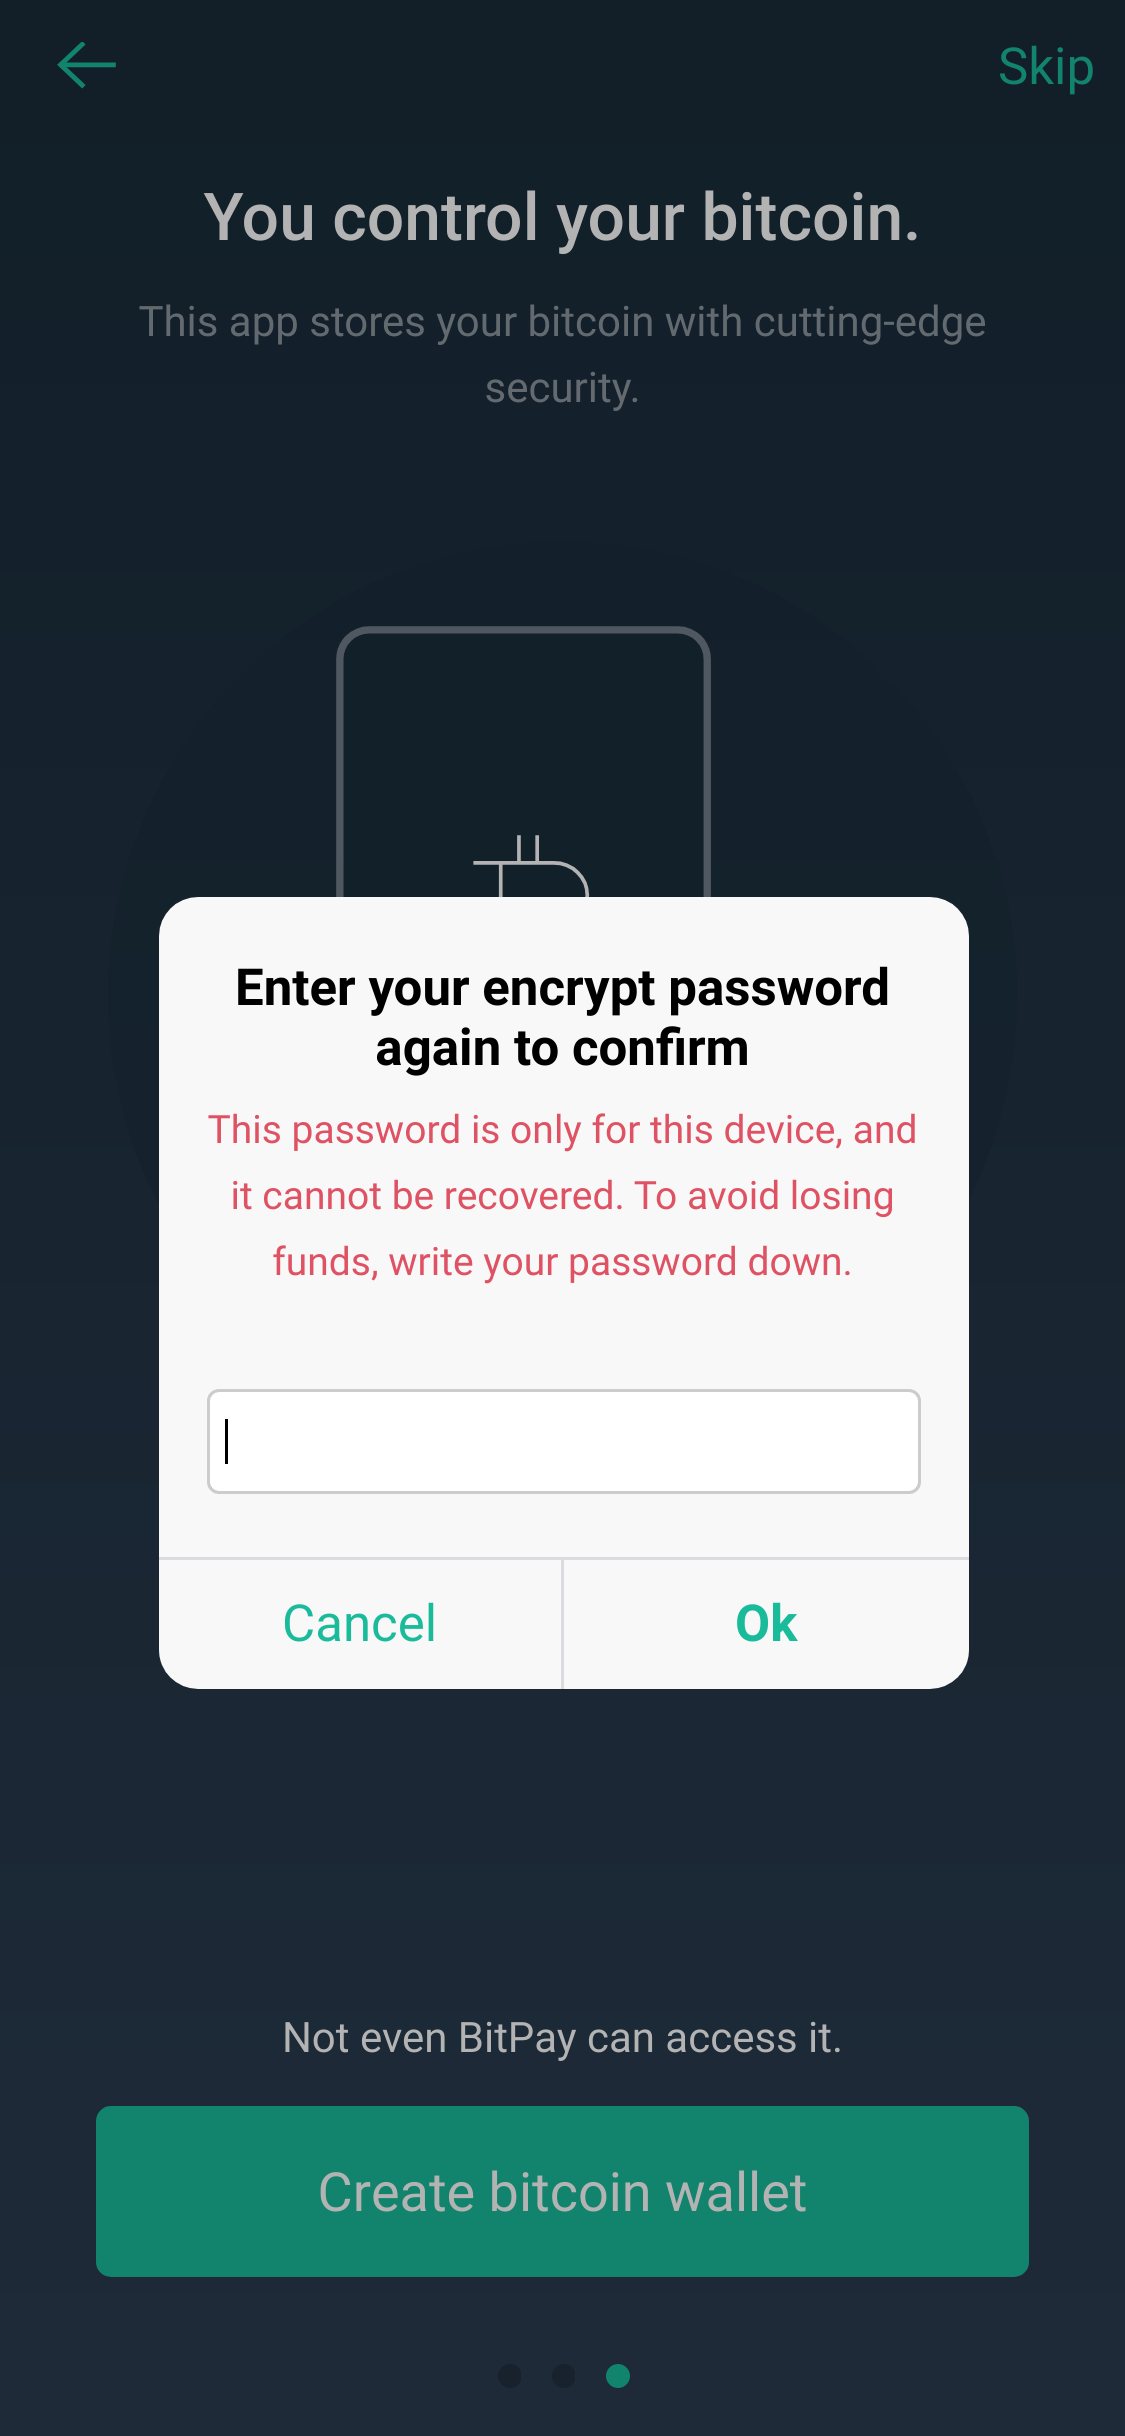 Skip
You control your bitcoin.
This app stores your bitcoin with cutting-edge
security.
Enter your encrypt password
again to confirm
This password is only for this device, and
it cannot be recovered. To avoid losing
funds, write your password down.
Cancel
Ok
Not even BitPay can access it.
Create bitcoin wallet